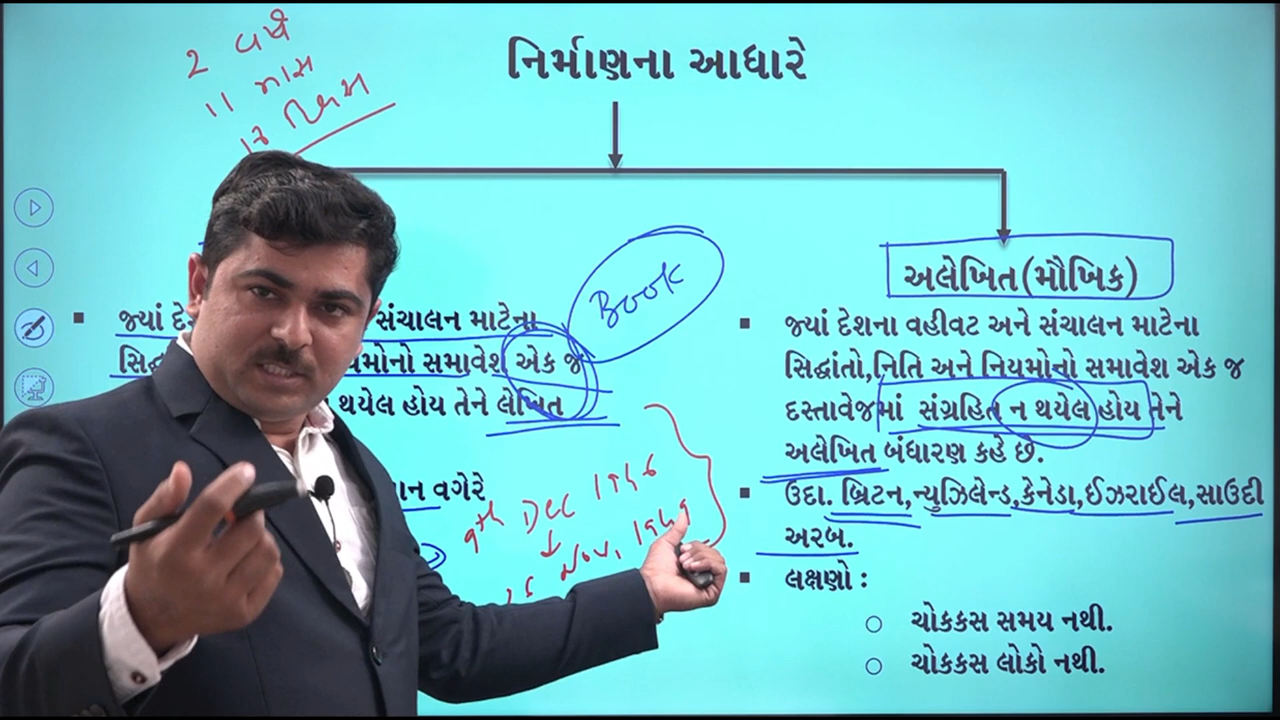 2 વર્ષ
11 માસ
નિર્માણના આધારે
Book
જ્યાં સંચાલન માટેના
સમાવેશ એક જ
થયેલ હોય તેને લેખિત
વગેરે
9th Dec 1946
26 Nov. 1949
અલેખિત(મૌખિક)
જ્યાં દેશના વહીવટ અને સંચાલન માટેના
સિદ્ધાંતો,નિતિ અને નિયમોનો સમાવેશ એક જ
દસ્તાવેજમાં સંગ્રહિત ન થયેલ હોય તેને
અલેખિત બંધારણ કહે છે.
ઉદા. બ્રિટન,ન્યુઝિલેન્ડ,કેનેડા,ઈઝરાઈલ,સાઉદી
અરબ.
લક્ષણો :
ચોકકસ સમય નથી.
ચોકકસ લોકો નથી.